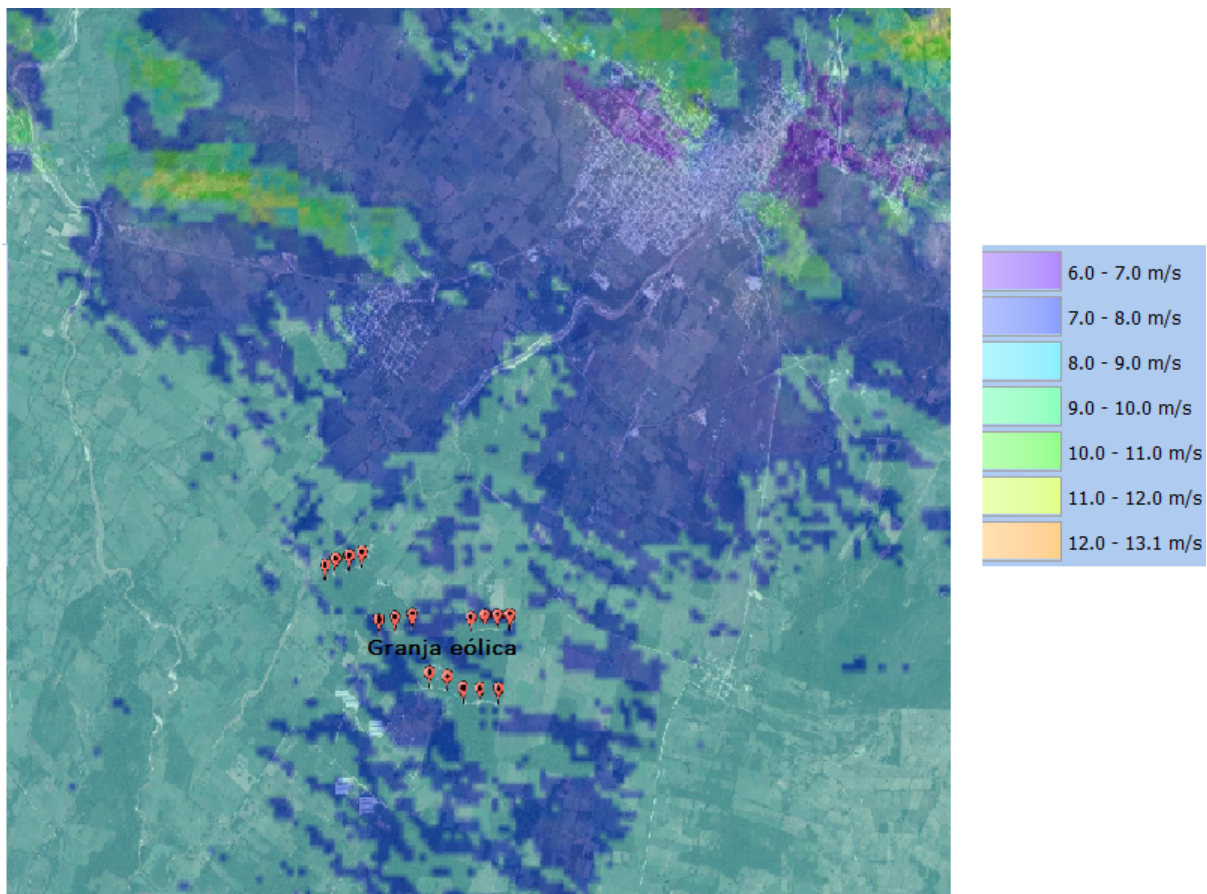 Granja eólica
6.0 - 7.0 m/s
7.0 - 8.0 m/s
8.0 - 9.0 m/s
9.0 - 10.0 m/s
10.0 - 11.0 m/s
11.0 - 12.0 m/s
12.0 - 13.1 m/s